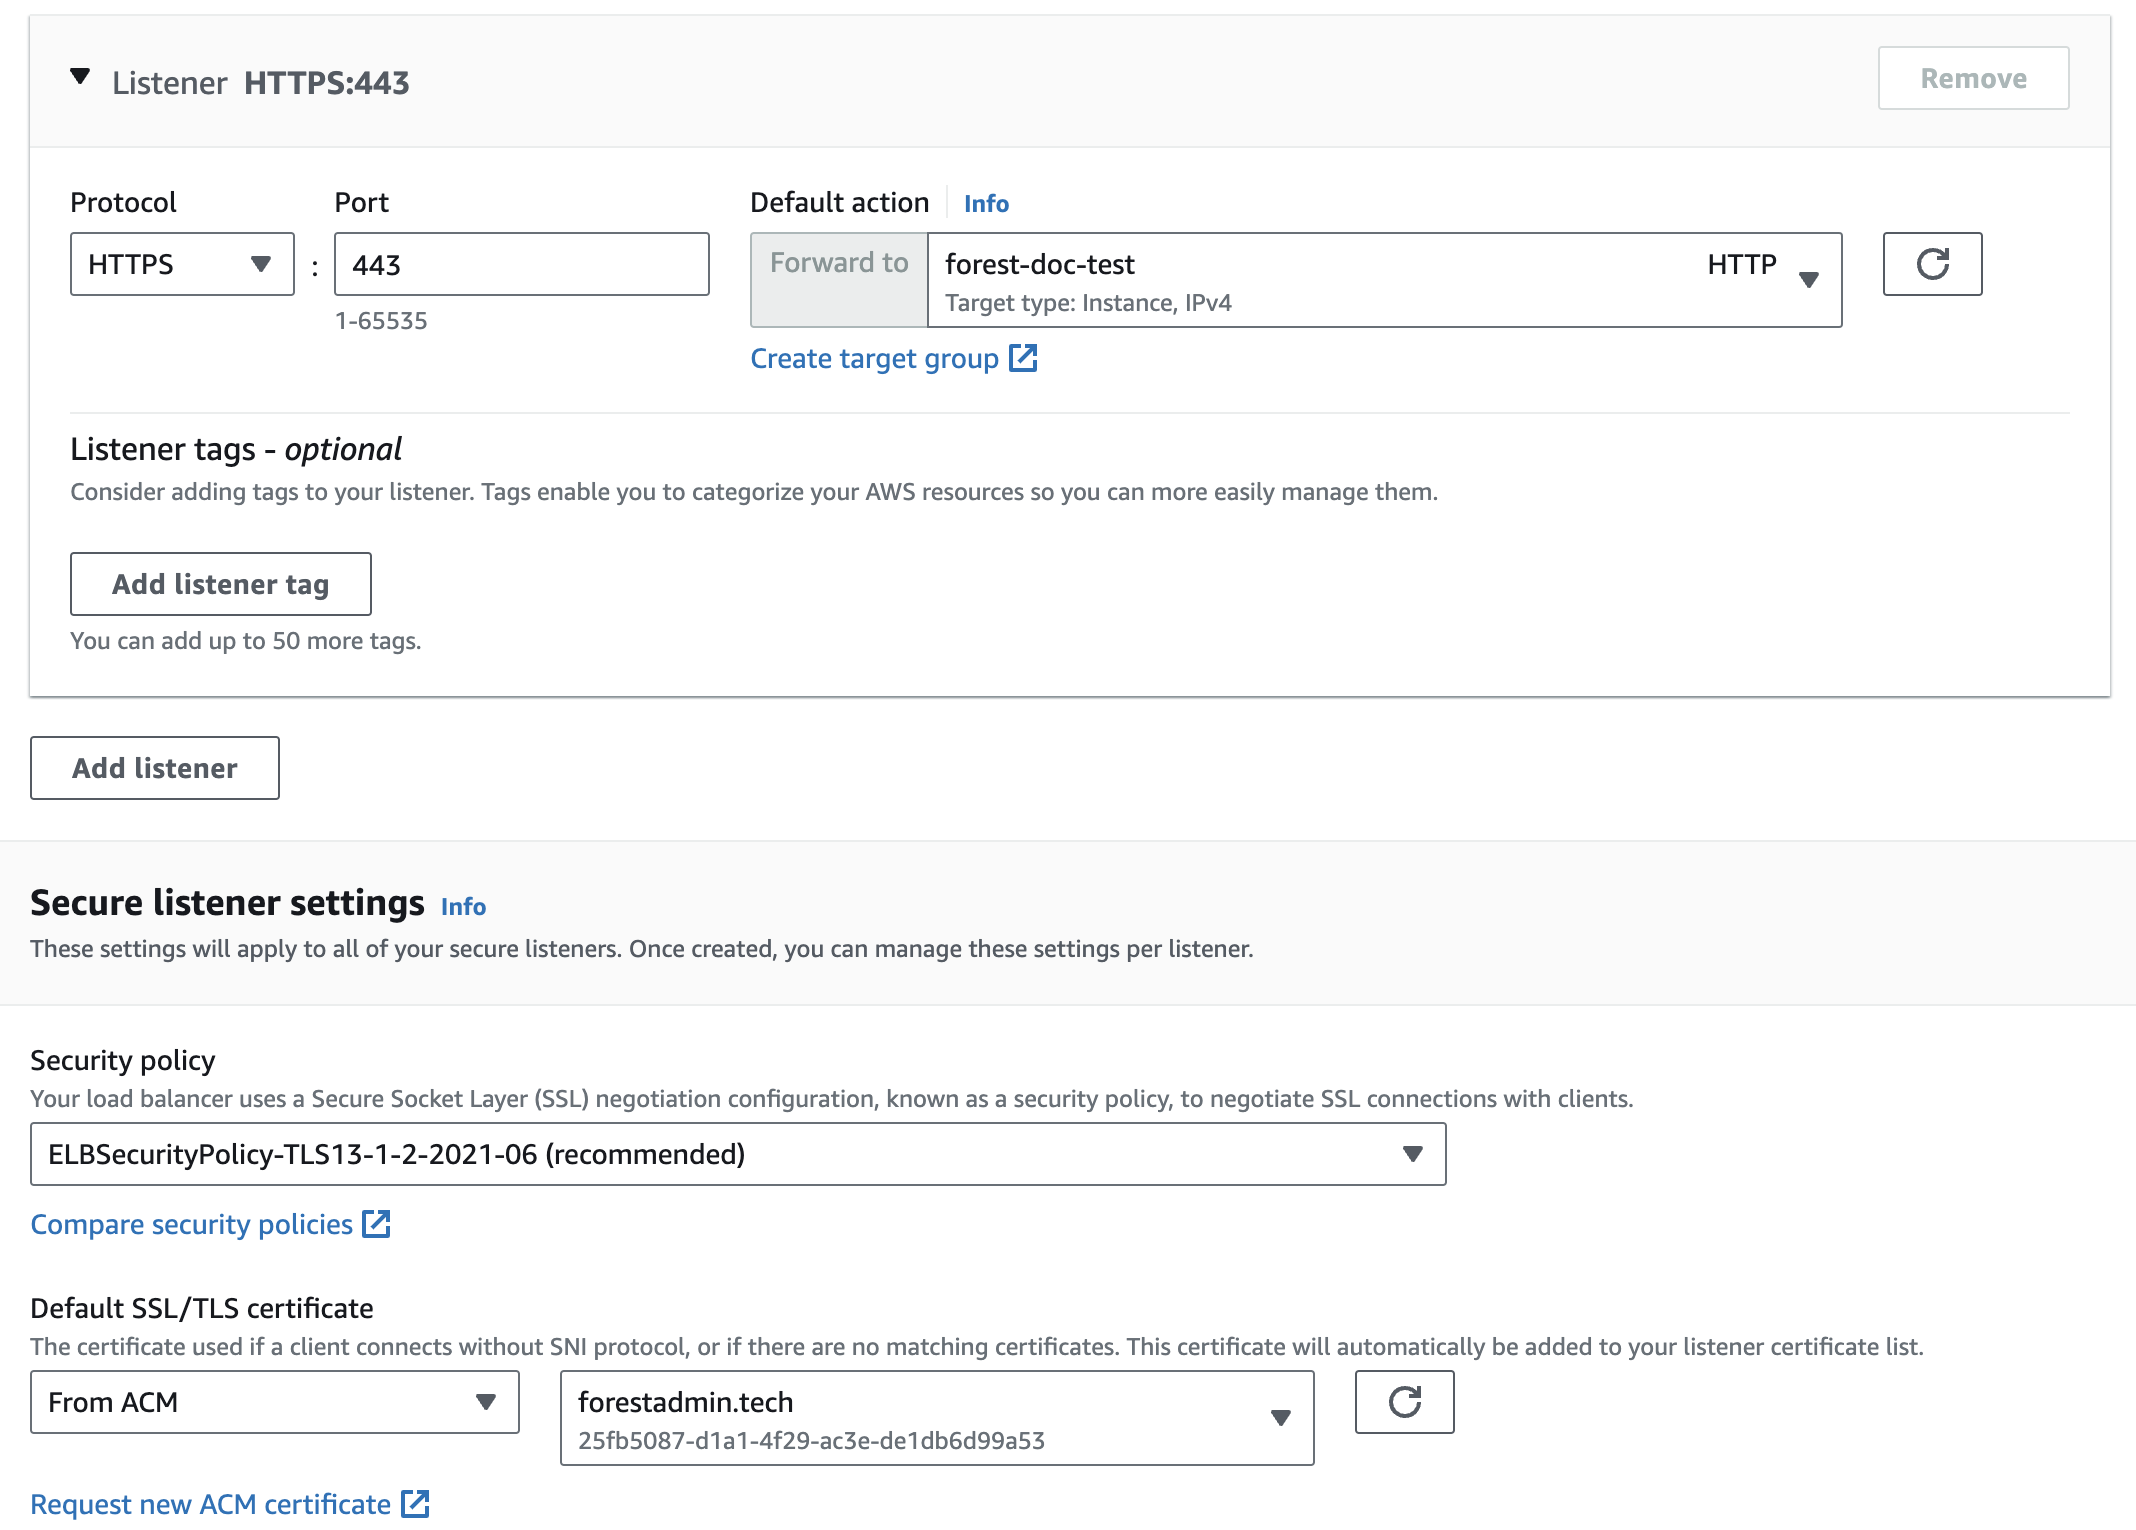 Listener HTTPS:443
Remove
Protocol
Port
Default action
Info
HTTPS
:
443
1-65535
Forward to
forest-doc-test
HTTP
Target type: Instance, IPv4
Create target group
Listener tags - optional
Consider adding tags to your listener. Tags enable you to categorize your AWS resources so you can more easily manage them.
Add listener tag
You can add up to 50 more tags.
Add listener
Secure listener settings Info
These settings will apply to all of your secure listeners. Once created, you can manage these settings per listener.
Security policy
Your load balancer uses a Secure Socket Layer (SSL) negotiation configuration, known as a security policy, to negotiate SSL connections with clients.
ELBSecurityPolicy-TLS13-1-2-2021-06 (recommended)
Compare security policies
Default SSL/TLS certificate
The certificate used if a client connects without SNI protocol, or if there are no matching certificates. This certificate will automatically be added to your listener certificate list.
From ACM
forestadmin.tech
25fb5087-d1a1-4f29-ac3e-de1db6d99a53
Request new ACM certificate